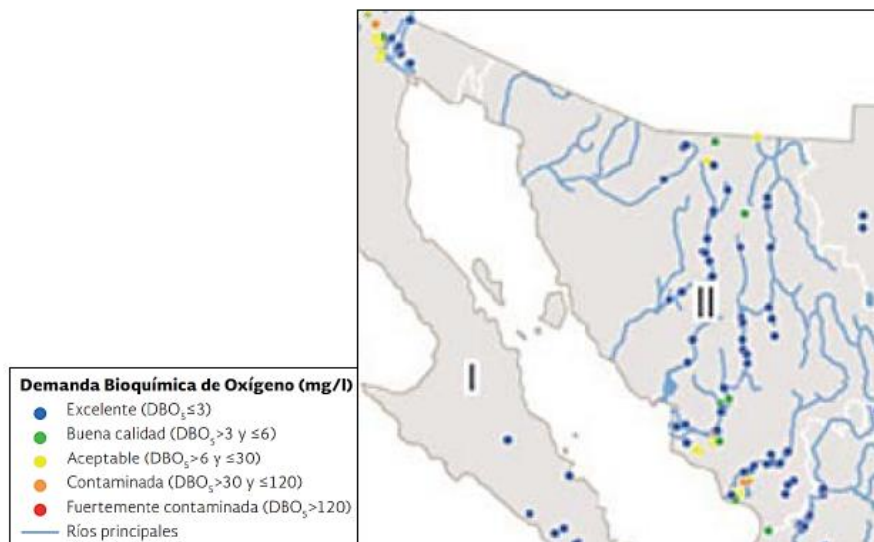 Demanda Bioquímica de Oxígeno (mg/l)
Excelente (DBO₅≤3)
Buena calidad (DBO₅>3 y ≤6)
Aceptable (DBO₅>6 y ≤30)
Contaminada (DBO₅>30 y ≤120)
Fuertemente contaminada (DBO₅>120)
Ríos principales
I
II